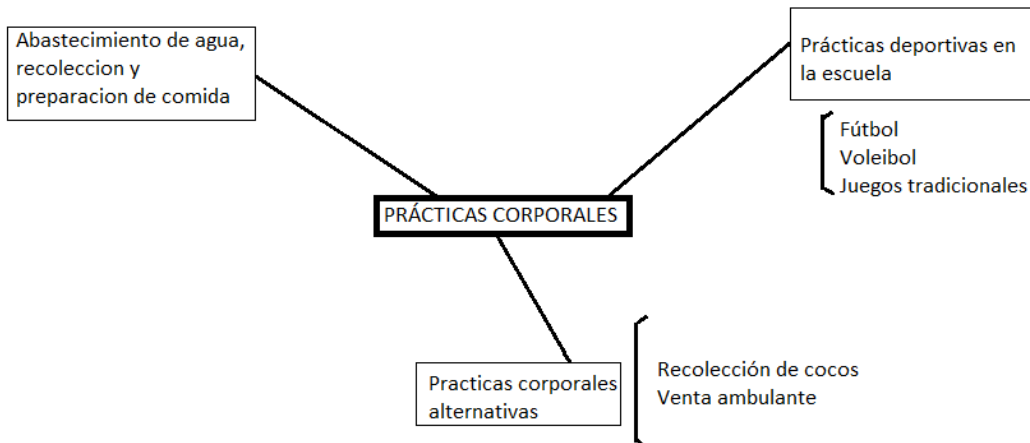 Abastecimiento de agua,
recoleccion y
preparacion de comida
Prácticas deportivas en
la escuela
Fútbol
Voleibol
Juegos tradicionales
PRÁCTICAS CORPORALES
Practicas corporales
alternativas
Recolección de cocos
Venta ambulante